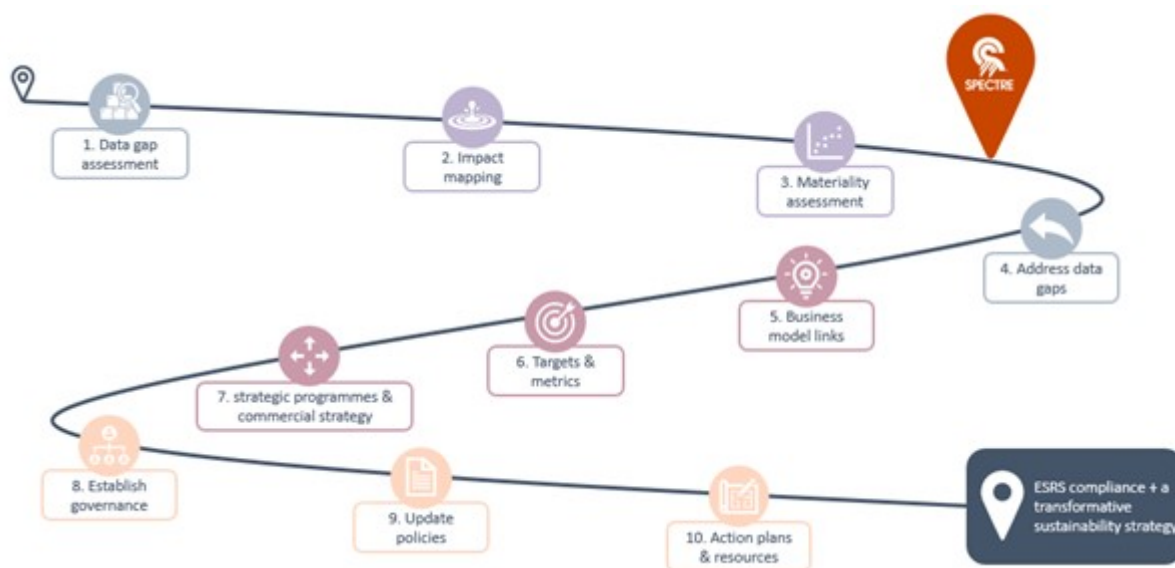 SPECTRE
1. Data gap
assessment
2. Impact
mapping
3. Materiality
assessment
4. Address data
gaps
5. Business
model links
6. Targets &
metrics
7. strategic programmes &
commercial strategy
8. Establish
governance
9. Update
policies
10. Action plans
& resources
ESRS compliance + a
transformative
sustainability strategy